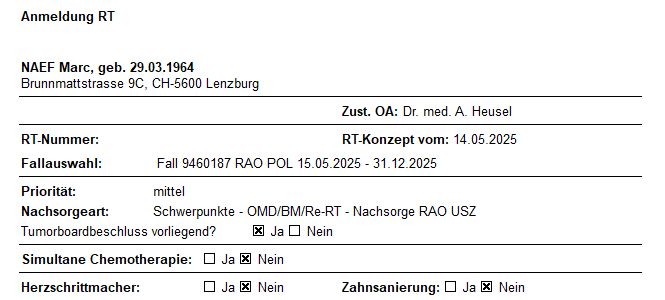 Anmeldung RT
NAEF Marc, geb. 29.03.1964
Brunnmattstrasse 9C, CH-5600 Lenzburg
Zust. OA: Dr. med. A. Heusel
RT-Nummer: RT-Konzept vom: 14.05.2025
Fallauswahl: Fall 9460187 RAO POL 15.05.2025 - 31.12.2025
Priorität: mittel
Nachsorgeart: Schwerpunkte - OMD/BM/Re-RT - Nachsorge RAO USZ
Tumorboardbeschluss vorliegend? ☒ Ja ☐ Nein
Simultane Chemotherapie: ☐ Ja ☒ Nein
Herzschrittmacher: ☐ Ja ☒ Nein Zahnsanierung: ☐ Ja ☒ Nein